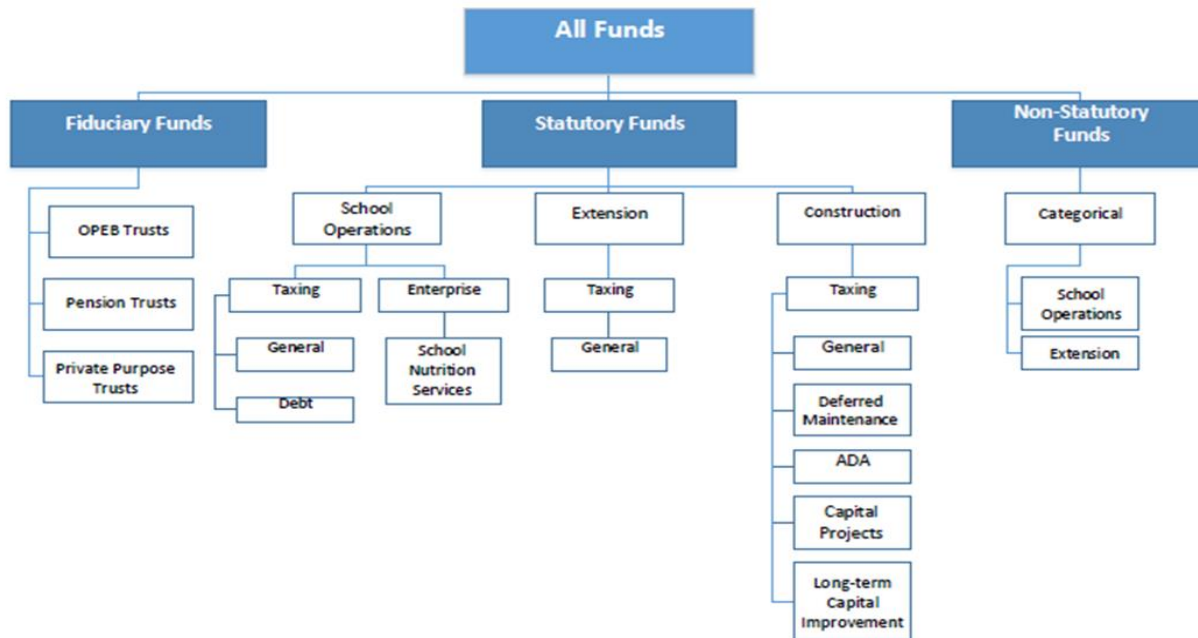 All Funds
Fiduciary Funds
Statutory Funds
Non-Statutory
Funds
School
Operations
Extension
Construction
Categorical
OPEB Trusts
Pension Trusts
Private Purpose
Trusts
Taxing
Enterprise
Taxing
Taxing
School
Operations
General
School
Nutrition
Services
General
General
Extension
Debt
Deferred
Maintenance
ADA
Capital
Projects
Long-term
Capital
Improvement